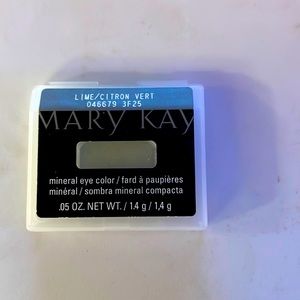 LIME/CITRON VERT
046679 3F25
MARY KAY
mineral eye color / fard à paupières
minéral / sombra mineral compacta
.05 OZ. NET WT. / 1.4 g / 1,4 g